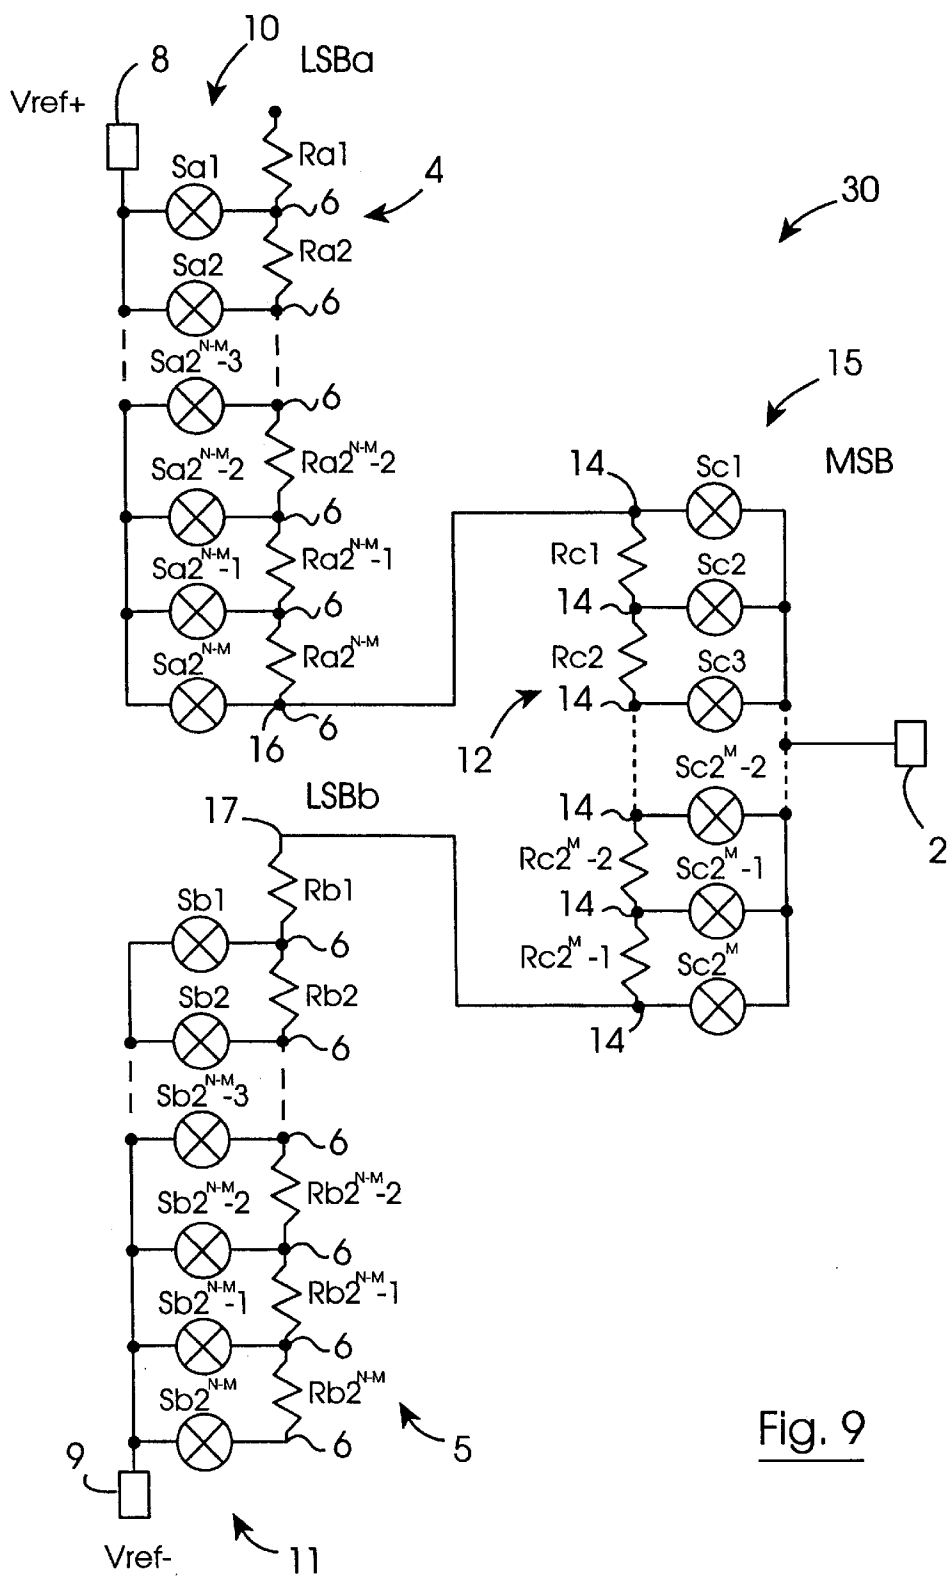 10
LSBa
8
Vref+
Ra1
Sa1
4
6
30
Ra2
Sa2
6
Sa2^N-M-3
15
6
Sa2^N-M-2
Ra2^N-M-2
14
Sc1
MSB
6
Rc1
Sa2^N-M-1
Ra2^N-M-1
Sc2
14
6
Sa2^N-M
Ra2^N-M
Rc2
Sc3
14
16
6
12
Sc2^M-2
LSBb
17
14
2
Rc2^M-2
Sc2^M-1
Rb1
Sb1
14
6
Rc2^M-1
Sc2^M
Sb2
Rb2
6
14
Sb2^N-M-3
6
Sb2^N-M-2
Rb2^N-M-2
6
Sb2^N-M-1
Rb2^N-M-1
6
Sb2^N-M
Rb2^N-M
9
6
5
Fig. 9
Vref-
11